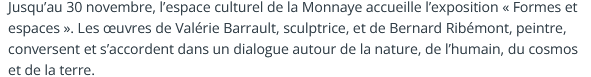 Jusqu’au 30 novembre, l’espace culturel de la Monnaye accueille l’exposition « Formes et
espaces ». Les œuvres de Valérie Barrault, sculptrice, et de Bernard Ribémont, peintre,
conversent et s’accordent dans un dialogue autour de la nature, de l’humain, du cosmos
et de la terre.